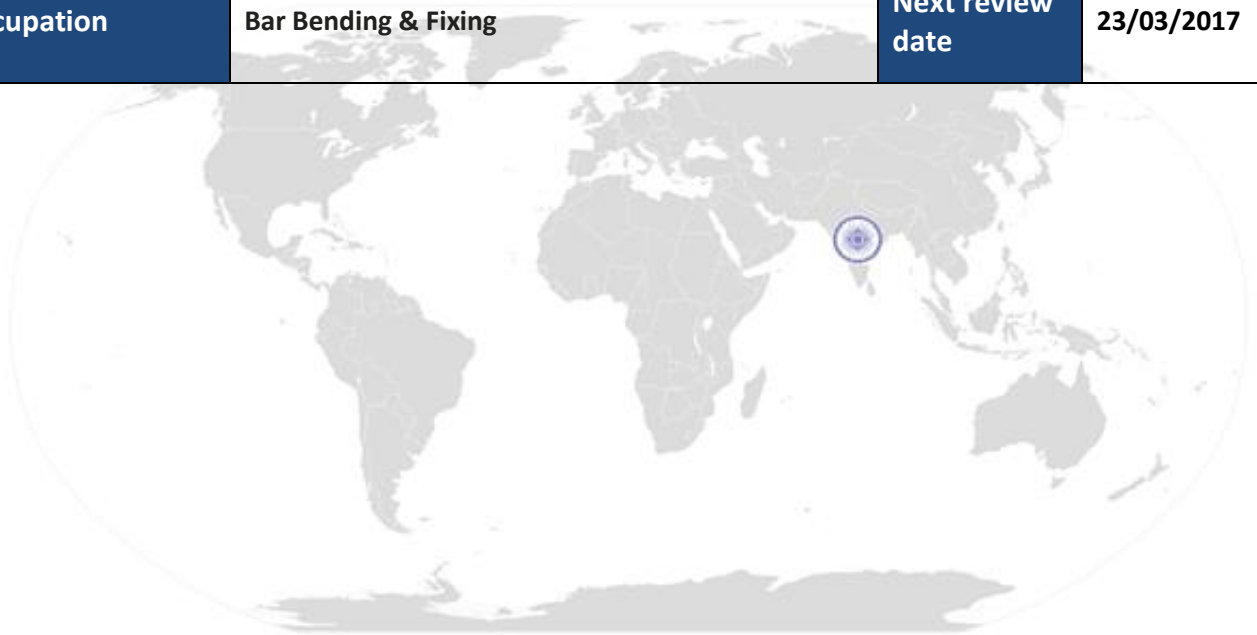 cupation
Bar Bending & Fixing
Next review
date
23/03/2017